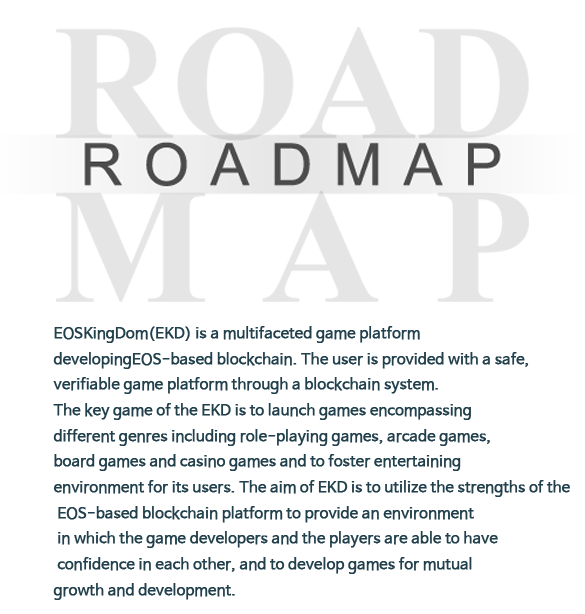 ROAD
ROADMAP
MAP
EOSKingDom(EKD) is a multifaceted game platform
developingEOS-based blockchain. The user is provided with a safe,
verifiable game platform through a blockchain system.
The key game of the EKD is to launch games encompassing
different genres including role-playing games, arcade games,
board games and casino games and to foster entertaining
environment for its users. The aim of EKD is to utilize the strengths of the
EOS-based blockchain platform to provide an environment
in which the game developers and the players are able to have
confidence in each other, and to develop games for mutual
growth and development.